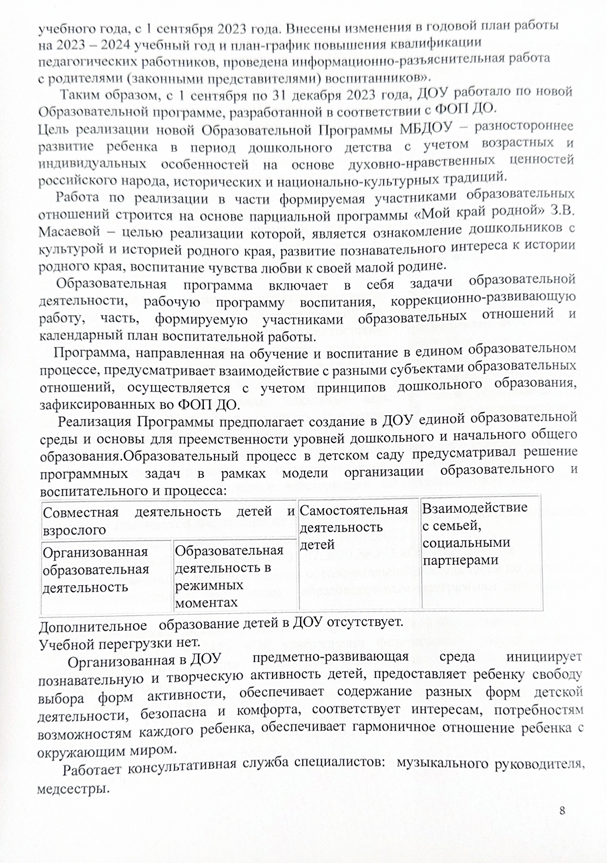 учебного года, с 1 сентября 2023 года. Внесены изменения в годовой план работы
на 2023 – 2024 учебный год и план-график повышения квалификации
педагогических работников, проведена информационно-разъяснительная работа
с родителями (законными представителями) воспитанников».
Таким образом, с 1 сентября по 31 декабря 2023 года, ДОУ работало по новой
Образовательной программе, разработанной в соответствии с ФОП ДО.
Цель реализации новой Образовательной Программы МБДОУ – разностороннее
развитие ребенка в период дошкольного детства с учетом возрастных и
индивидуальных особенностей на основе духовно-нравственных ценностей
российского народа, исторических и национально-культурных традиций.
Работа по реализации в части формируемая участниками образовательных
отношений строится на основе парциальной программы «Мой край родной» З.В.
Масаевой – целью реализации которой, является ознакомление дошкольников с
культурой и историей родного края, развитие познавательного интереса к истории
родного края, воспитание чувства любви к своей малой родине.
Образовательная программа включает в себя задачи образовательной
деятельности, рабочую программу воспитания, коррекционно-развивающую
работу, часть, формируемую участниками образовательных отношений и
календарный план воспитательной работы.
Программа, направленная на обучение и воспитание в едином образовательном
процессе, предусматривает взаимодействие с разными субъектами образовательных
отношений, осуществляется с учетом принципов дошкольного образования,
зафиксированных во ФОП ДО.
Реализация Программы предполагает создание в ДОУ единой образовательной
среды и основы для преемственности уровней дошкольного и начального общего
образования.Образовательный процесс в детском саду предусматривал решение
программных задач в рамках модели организации образовательного и
воспитательного и процесса:
Совместная деятельность детей и
взрослого
Самостоятельная
деятельность
детей
Взаимодействие
с семьей,
социальными
партнерами
Организованная
образовательная
деятельность
Образовательная
деятельность в
режимных
моментах
Дополнительное образование детей в ДОУ отсутствует.
Учебной перегрузки нет.
Организованная в ДОУ предметно-развивающая среда инициирует
познавательную и творческую активность детей, предоставляет ребенку свободу
выбора форм активности, обеспечивает содержание разных форм детской
деятельности, безопасна и комфорта, соответствует интересам, потребностям
возможностям каждого ребенка, обеспечивает гармоничное отношение ребенка с
окружающим миром.
Работает консультативная служба специалистов: музыкального руководителя,
медсестры.
8